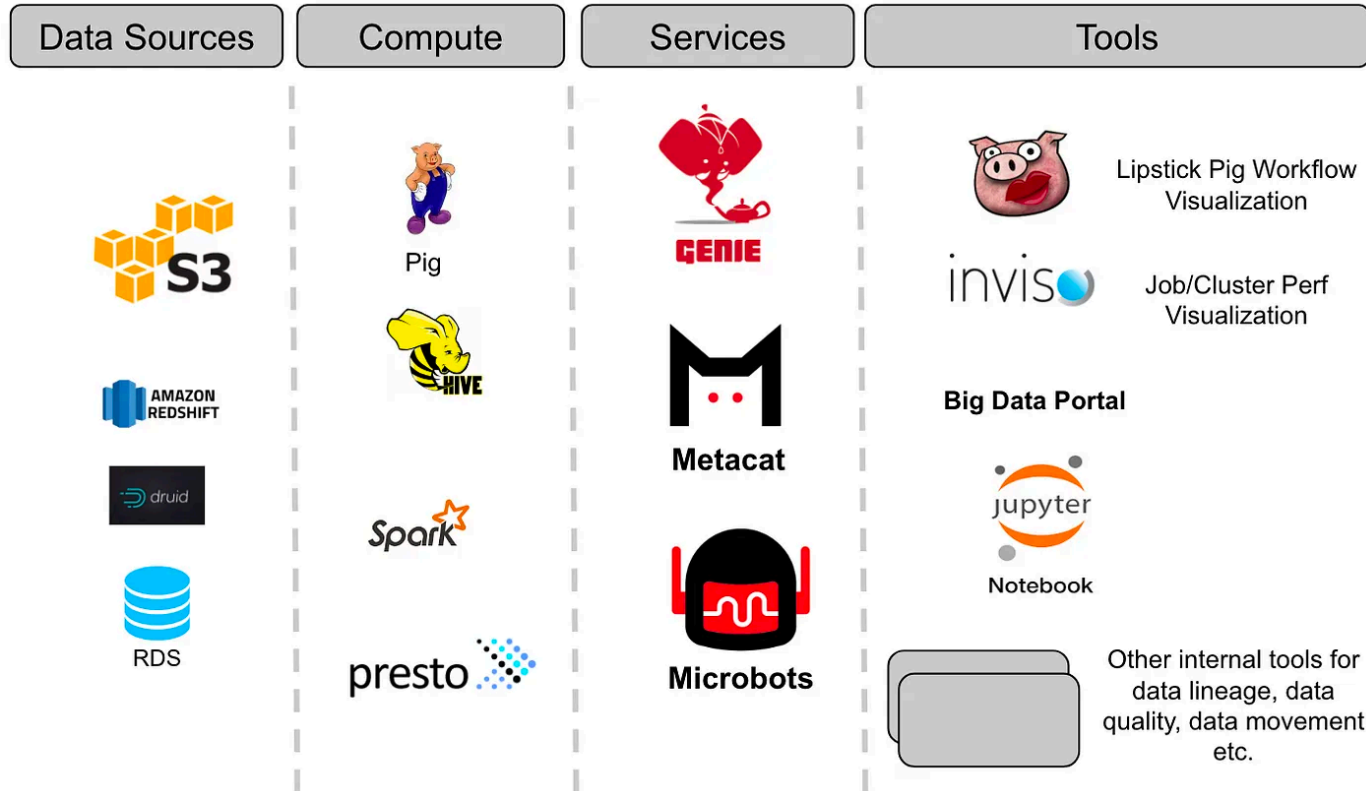 Data Sources
Compute
Services
Tools
S3
AMAZON
REDSHIFT
druid
RDS
Pig
HIVE
Spark
presto
GENIE
Metacat
Microbots
Lipstick Pig Workflow
Visualization
inviso
Job/Cluster Perf
Visualization
Big Data Portal
jupyter
Notebook
Other internal tools for
data lineage, data
quality, data movement
etc.